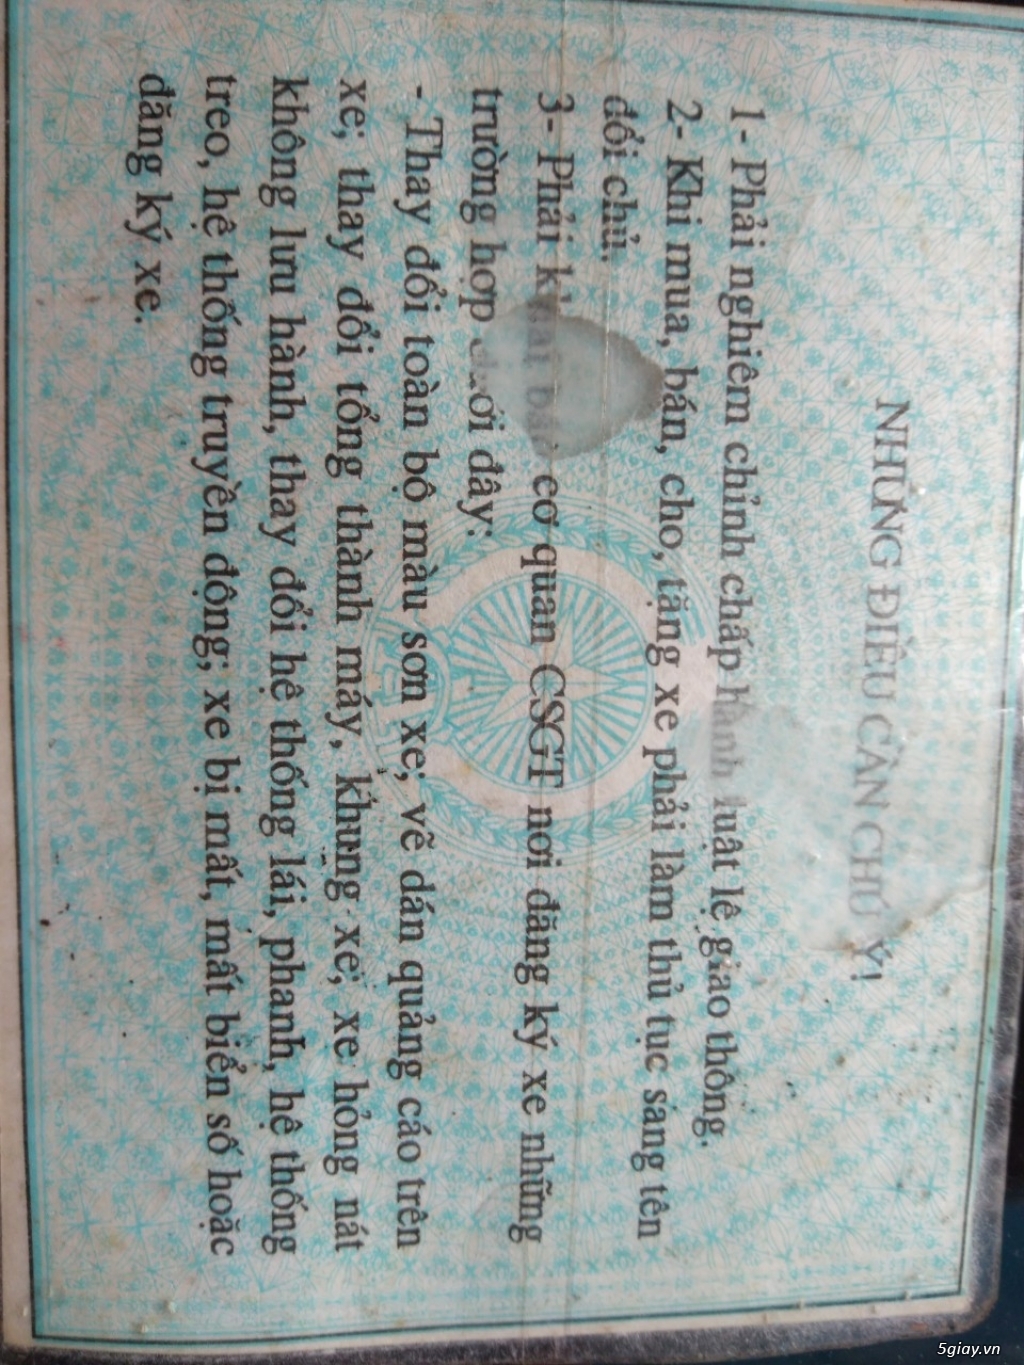 NHỮNG ĐIỀU CẦN CHÚ Ý!
1- Phải nghiêm chỉnh chấp hành luật lệ giao thông.
2- Khi mua, bán, cho, tặng xe phải làm thủ tục sang tên
đổi chủ.
3- Phải khai báo cơ quan CSGT nơi đăng ký xe những
trường hợp dưới đây:
- Thay đổi toàn bộ màu sơn xe; vẽ dán quảng cáo trên
xe; thay đổi tổng thành máy, khung xe; xe hỏng nát
không lưu hành, thay đổi hệ thống lái, phanh, hệ thống
treo, hệ thống truyền động; xe bị mất, mất biển số hoặc
đăng ký xe.
5giay.vn